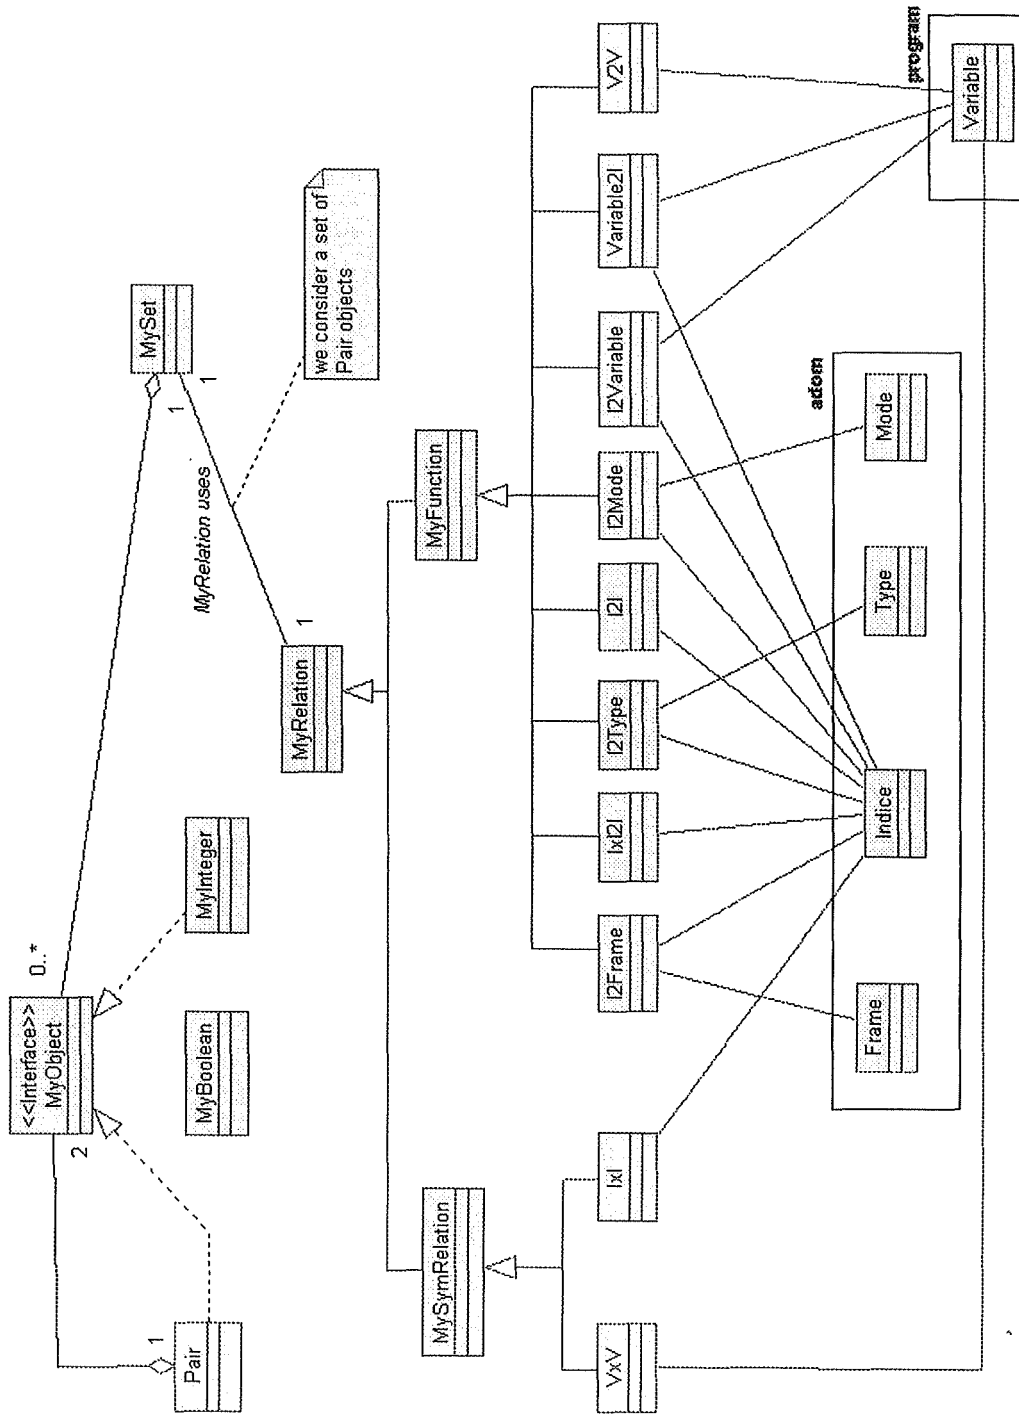 <<Interface>>
MyObject
0..*
2
1
Pair
MyBoolean
MyInteger
MySet
1
1
MyRelation uses
1
MyRelation
we consider a set of
Pair objects
MySymRelation
MyFunction
VxV
IxI
I2Frame
IxI2I
I2Type
I2I
I2Mode
I2Variable
Variable2I
V2V
adom
Frame
Indice
Type
Mode
program
Variable